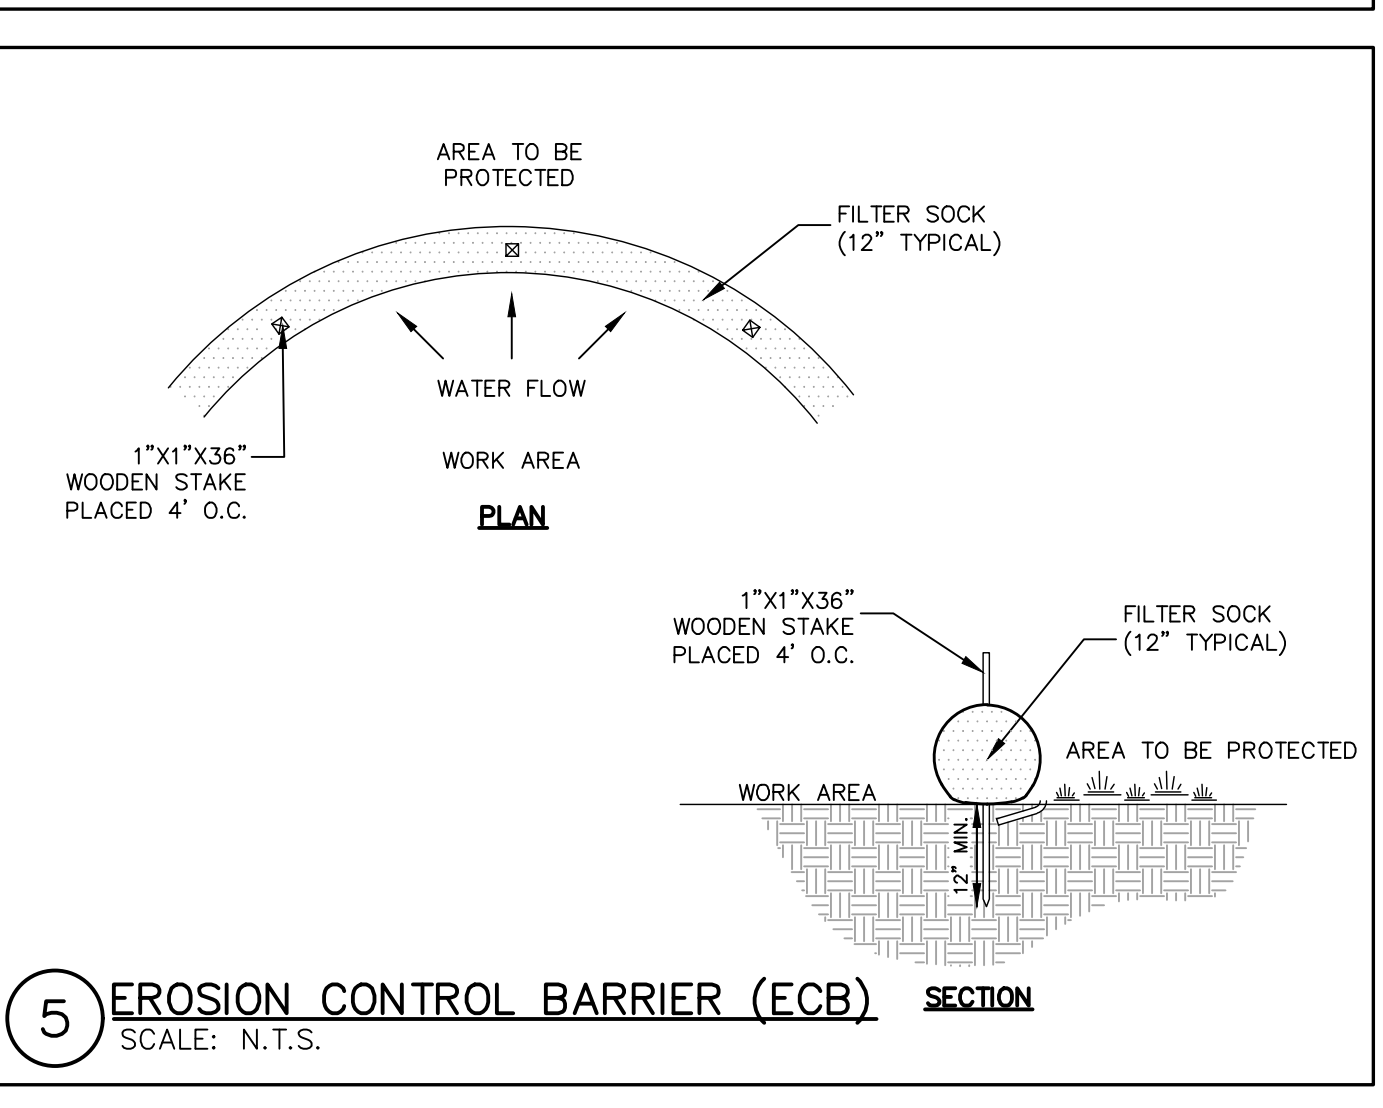 AREA TO BE
PROTECTED
FILTER SOCK
(12” TYPICAL)
WATER FLOW
1”X1”X36”
WOODEN STAKE
PLACED 4' O.C.
WORK AREA
PLAN
1”X1”X36”
WOODEN STAKE
PLACED 4' O.C.
FILTER SOCK
(12” TYPICAL)
AREA TO BE PROTECTED
WORK AREA
12” MIN.
5
EROSION CONTROL BARRIER (ECB)
SCALE: N.T.S.
SECTION